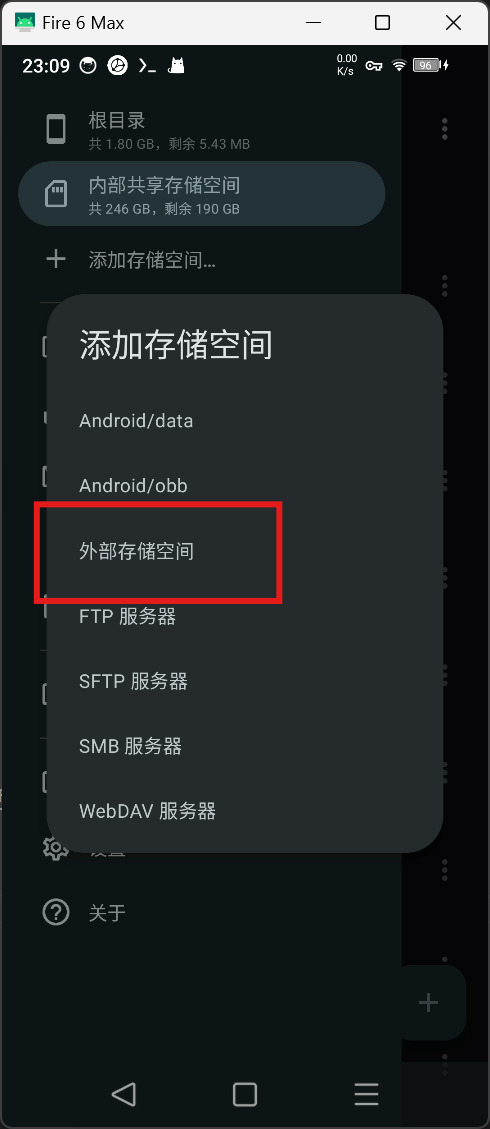 Fire 6 Max
23:09
0.00
K/s
96
根目录
共 1.80 GB，剩余 5.43 MB
内部共享存储空间
共 246 GB，剩余 190 GB
添加存储空间...
添加存储空间
Android/data
Android/obb
外部存储空间
FTP 服务器
SFTP 服务器
SMB 服务器
WebDAV 服务器
关于